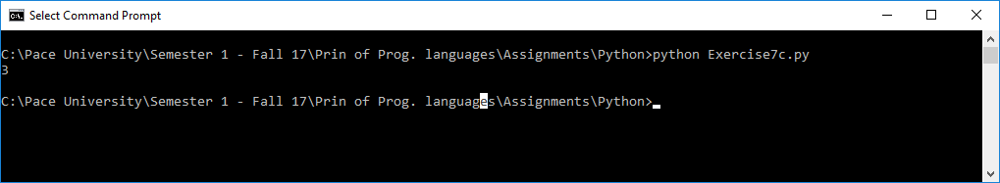 Select Command Prompt
C:\Pace University\Semester 1 - Fall 17\Prin of Prog. languages\Assignments\Python>python Exercise7c.py
3
C:\Pace University\Semester 1 - Fall 17\Prin of Prog. languages\Assignments\Python>